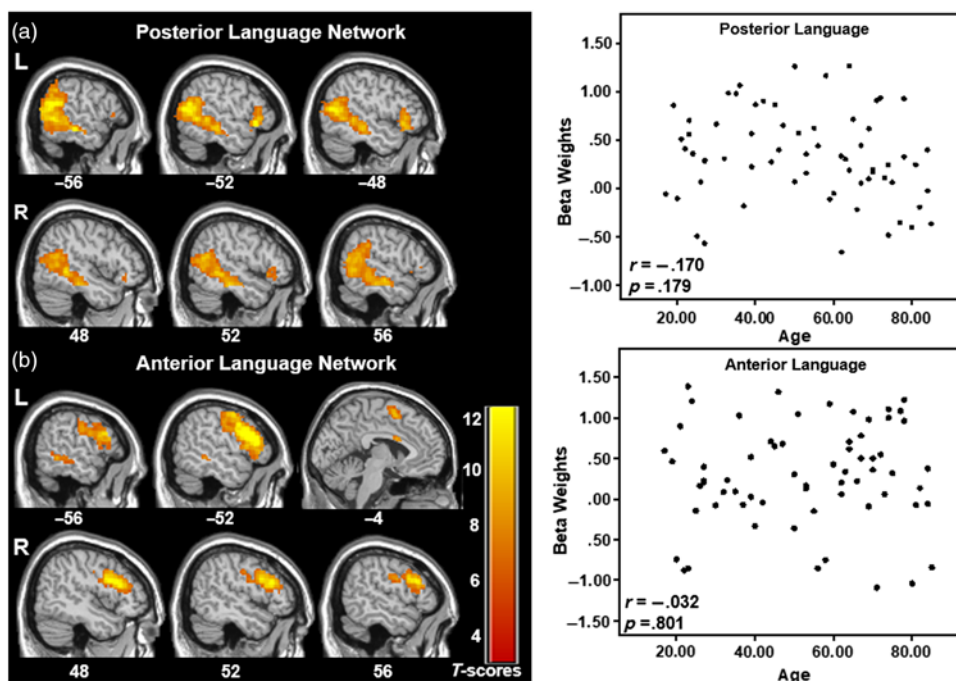 (a)
Posterior Language Network
L
–56
–52
–48
R
48
52
56
(b)
Anterior Language Network
L
–56
–52
–4
R
48
52
56
12
10
8
6
4
T-scores
Posterior Language
Beta Weights
1.50
1.00
.50
.00
–.50
–1.00
r = –.170
p = .179
20.00 40.00 60.00 80.00
Age
Anterior Language
Beta Weights
1.50
1.00
.50
.00
–.50
–1.00
–1.50
r = –.032
p = .801
20.00 40.00 60.00 80.00
Age